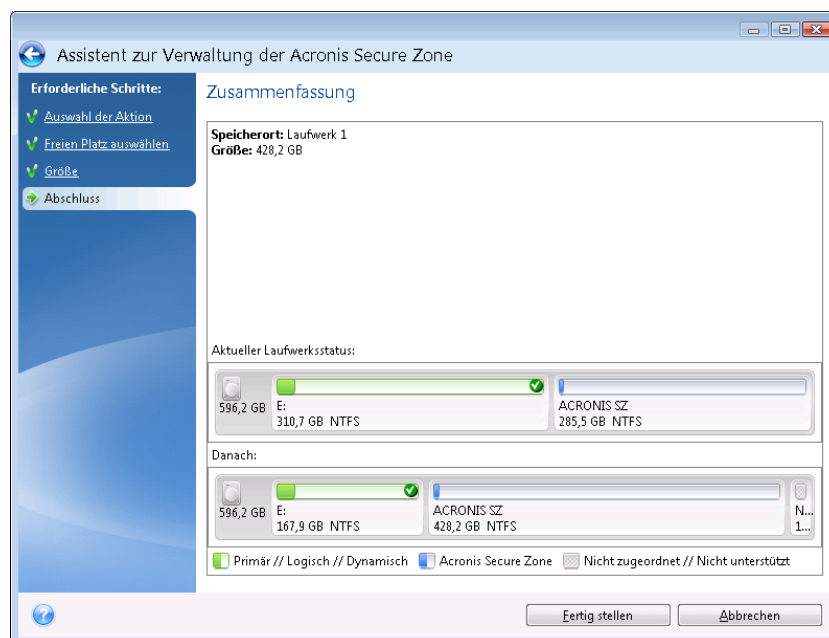 Assistent zur Verwaltung der Acronis Secure Zone
Erforderliche Schritte:
Auswahl der Aktion
Freien Platz auswählen
Größe
Abschluss
Zusammenfassung
Speicherort: Laufwerk 1
Größe: 428,2 GB
Aktueller Laufwerksstatus:
596,2 GB
E:
310,7 GB NTFS
ACRONIS SZ
285,5 GB NTFS
Danach:
596,2 GB
E:
167,9 GB NTFS
ACRONIS SZ
428,2 GB NTFS
N...
1...
Primär // Logisch // Dynamisch
Acronis Secure Zone
Nicht zugeordnet // Nicht unterstützt
?
Fertig stellen
Abbrechen